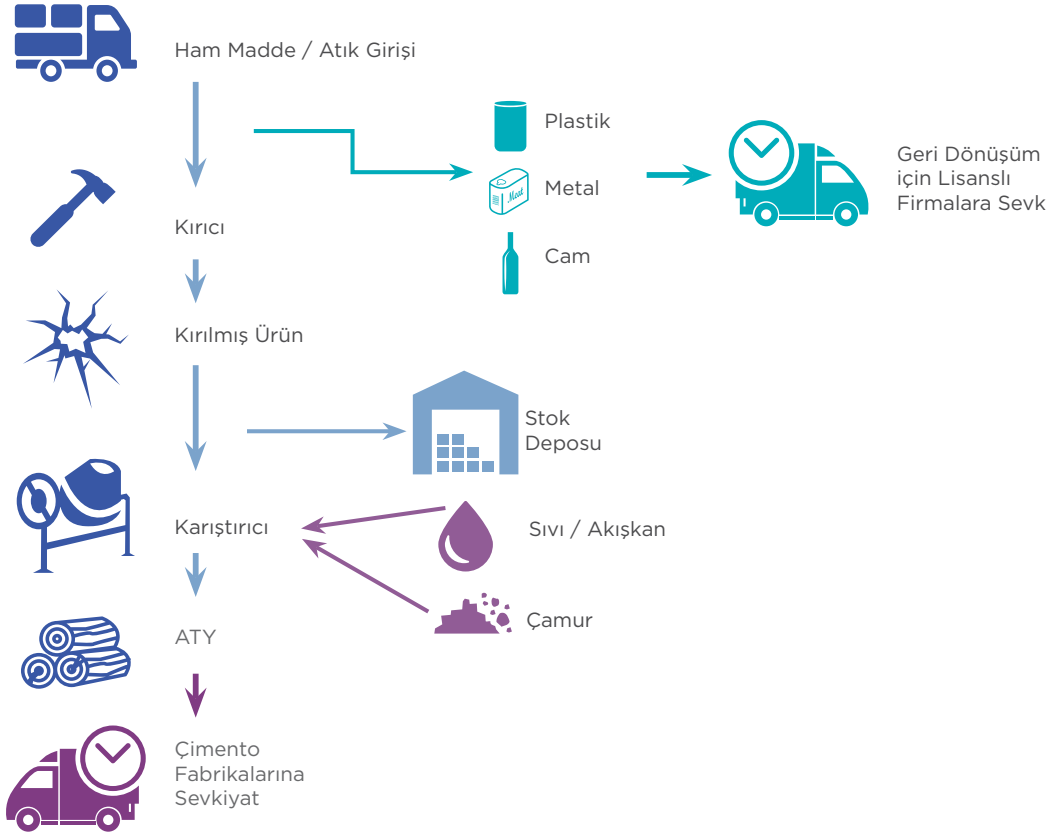 Ham Madde / Atık Girişi
Plastik
Metal
Meat
Cam
Geri Dönüşüm
için Lisanslı
Firmalara Sevk
Kırıcı
Kırılmış Ürün
Stok
Deposu
Karıştırıcı
Sıvı / Akışkan
Çamur
ATY
Çimento
Fabrikalarına
Sevkiyat